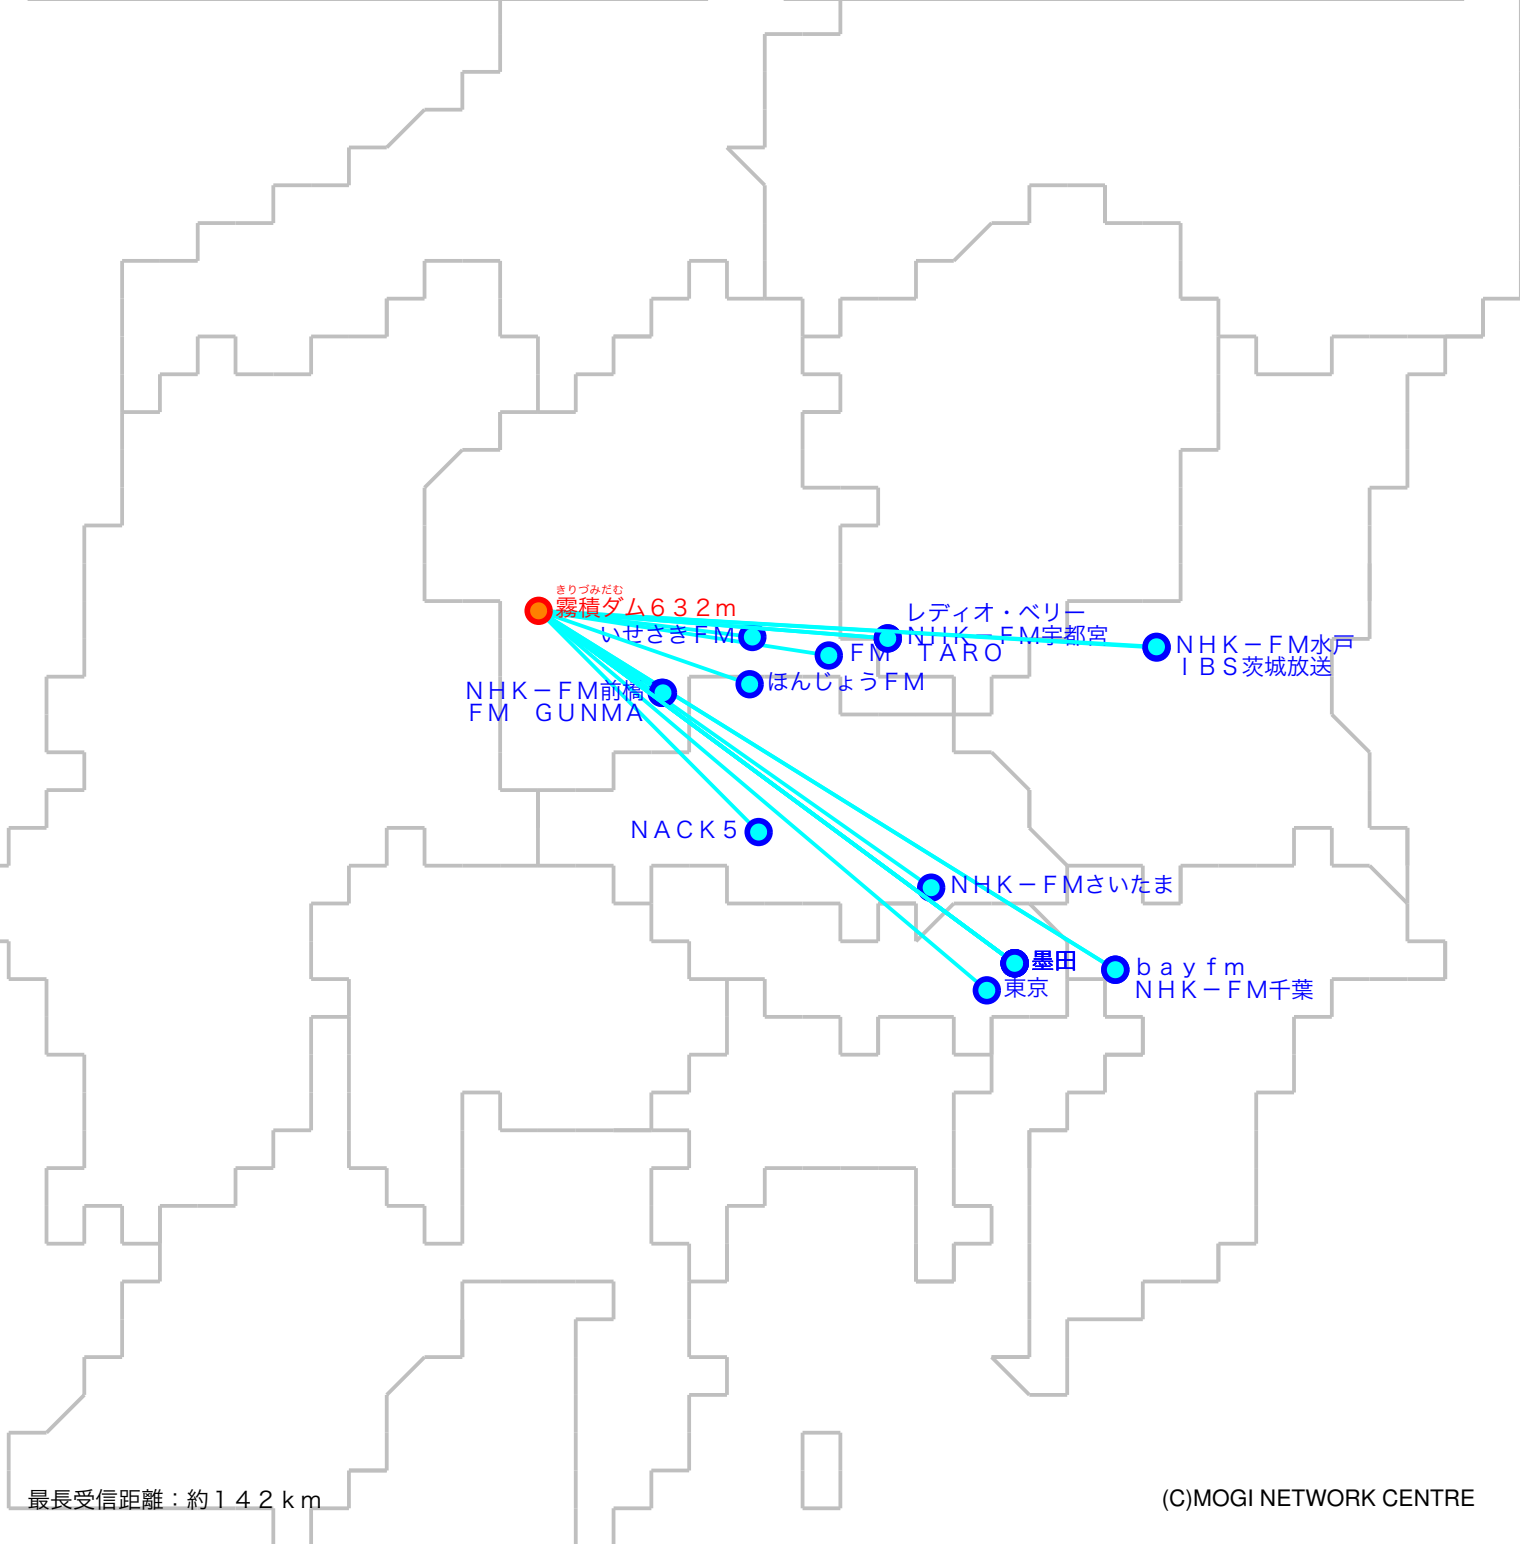 きりづみだむ
霧積ダム６３２ｍ
レディオ・ベリー
ＮＨＫ－ＦＭ宇都宮
いせさきＦＭ
ＦＭ　ＴＡＲＯ
ＮＨＫ－ＦＭ水戸
ＩＢＳ茨城放送
ほんじょうＦＭ
ＮＨＫ－ＦＭ前橋
ＦＭ　ＧＵＮＭＡ
ＮＡＣＫ５
ＮＨＫ－ＦＭさいたま
墨田
東京
ｂａｙｆｍ
ＮＨＫ－ＦＭ千葉
最長受信距離：約１４２ｋｍ
(C)MOGI NETWORK CENTRE